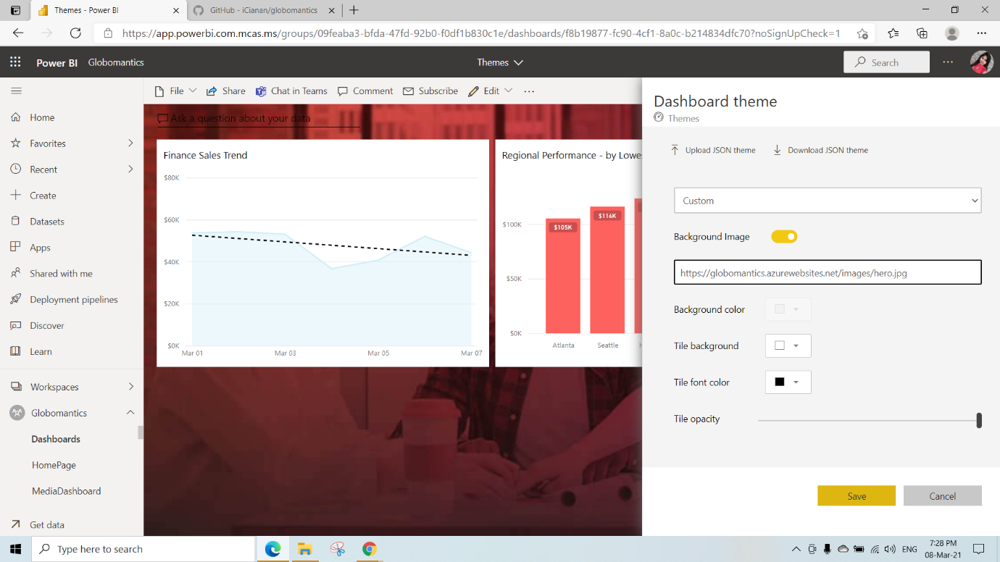 Themes - Power BI
GitHub - iCianan/globomantics
https://app.powerbi.com.mcas.ms/groups/09feaba3-bfda-47fd-92b0-f0df1b830c1e/dashboards/f8b19877-fc90-4cf1-8a0c-b214834dfc70?noSignUpCheck=1
Power BI Globomantics
Themes
Search
File
Share
Chat in Teams
Comment
Subscribe
Edit
Home
Favorites
Recent
Create
Datasets
Apps
Shared with me
Deployment pipelines
Discover
Learn
Workspaces
Globomantics
Dashboards
HomePage
MediaDashboard
Get data
Ask a question about your data
Finance Sales Trend
$80K
$60K
$40K
$20K
$0K
Mar 01 Mar 03 Mar 05 Mar 07
Regional Performance - by Lowe
$100K
$50K
$0K
$105K
$116K
Atlanta Seattle H
Dashboard theme
Themes
Upload JSON theme
Download JSON theme
Custom
Background Image
https://globomantics.azurewebsites.net/images/hero.jpg
Background color
Tile background
Tile font color
Tile opacity
Save
Cancel
Type here to search
ENG
7:28 PM
08-Mar-21